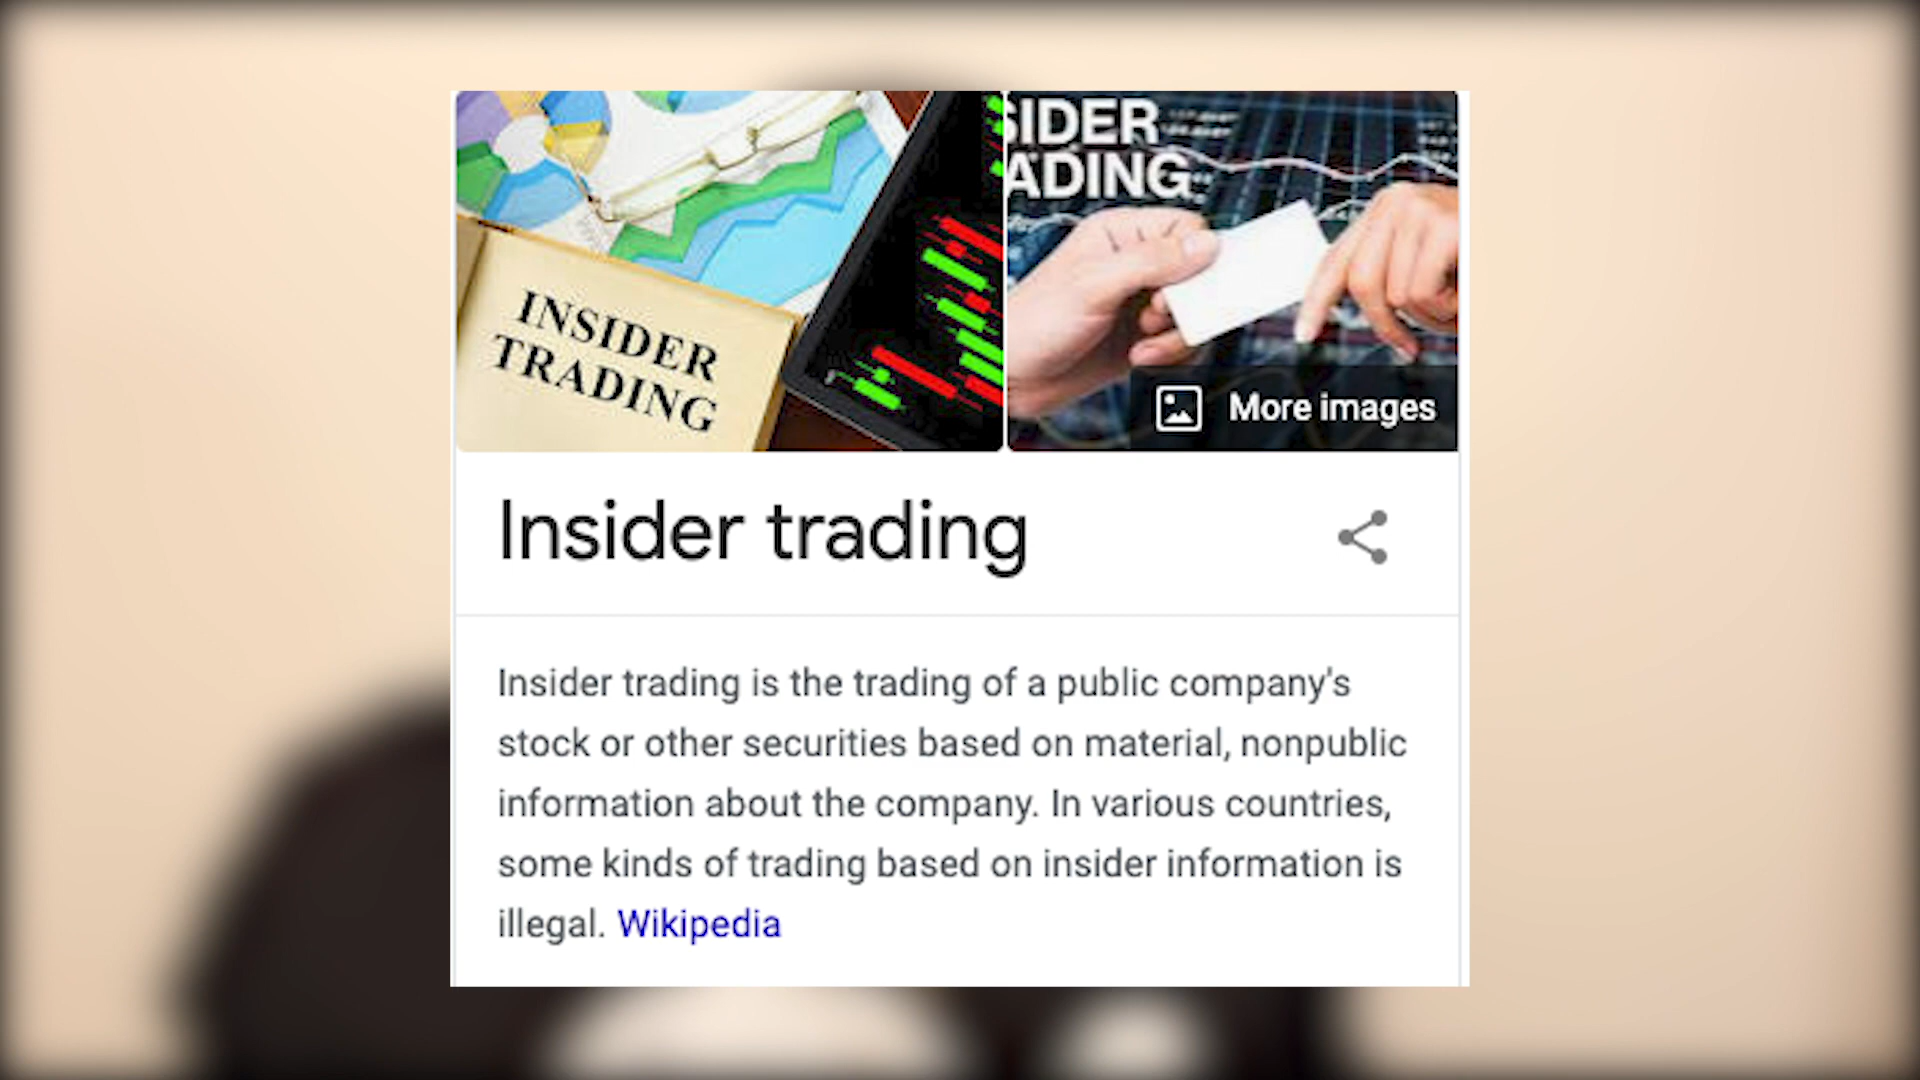 INSIDER
TRADING
SIDER
ADING
More images
Insider trading
Insider trading is the trading of a public company's
stock or other securities based on material, nonpublic
information about the company. In various countries,
some kinds of trading based on insider information is
illegal. Wikipedia